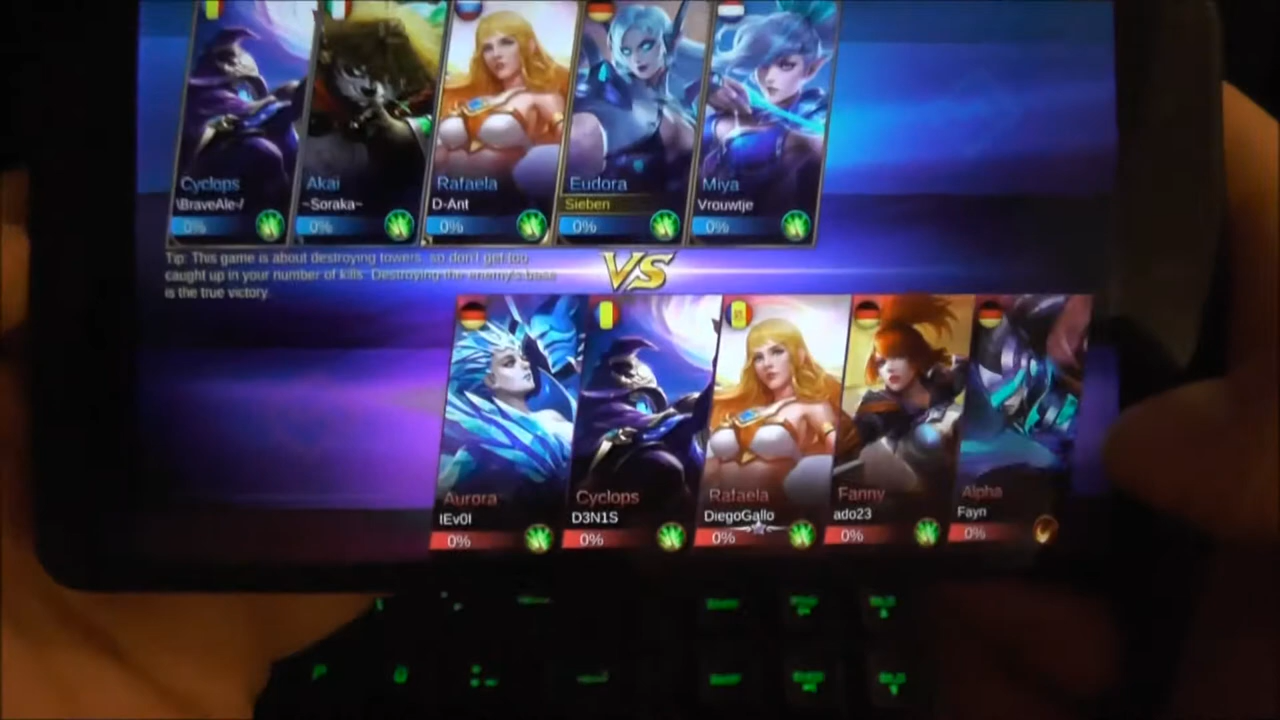 Cyclops
Akai
Rafaela
Eudora
Miya
\BraveAle-/
~Soraka~
D-Ant
Sieben
Vrouwtje
0%
0%
0%
0%
0%
Tip: This game is about destroying towers, so don't get too
caught up in your number of kills. Destroying the enemy's base
is the true victory.
VS
Aurora
Cyclops
Rafaela
Fanny
Alpha
IEv0I
D3N1S
DiegoGallo
ado23
Fayn
0%
0%
0%
0%
0%